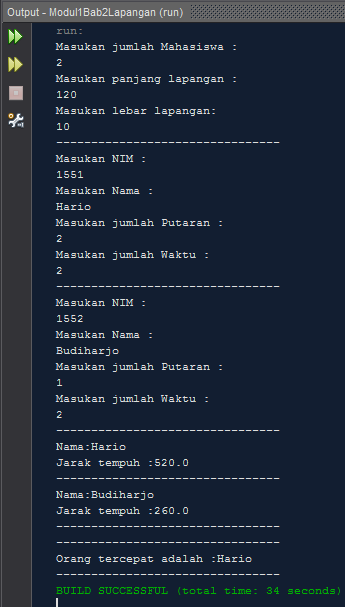 Output - Modul1Bab2Lapangan (run)
run:
Masukan jumlah Mahasiswa :
2
Masukan panjang lapangan :
120
Masukan lebar lapangan:
10
--------------------------------
Masukan NIM :
1551
Masukan Nama :
Hario
Masukan jumlah Putaran :
2
Masukan jumlah Waktu :
2
--------------------------------
Masukan NIM :
1552
Masukan Nama :
Budiharjo
Masukan jumlah Putaran :
1
Masukan jumlah Waktu :
2
--------------------------------
Nama:Hario
Jarak tempuh :520.0
--------------------------------
Nama:Budiharjo
Jarak tempuh :260.0
--------------------------------
--------------------------------
Orang tercepat adalah :Hario
--------------------------------
BUILD SUCCESSFUL (total time: 34 seconds)